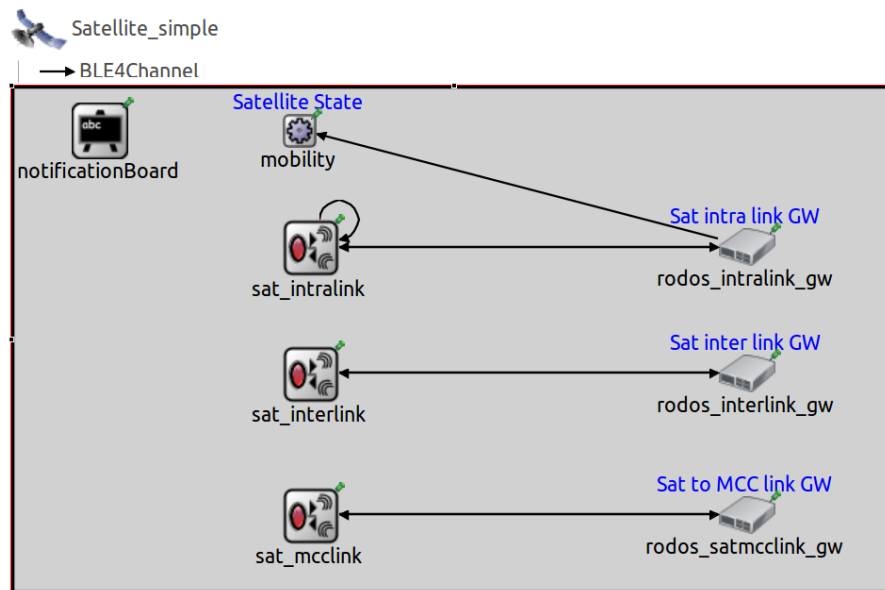 Satellite_simple
BLE4Channel
abc
notificationBoard
Satellite State
mobility
Sat intra link GW
sat_intralink
rodos_intralink_gw
Sat inter link GW
sat_interlink
rodos_interlink_gw
Sat to MCC link GW
sat_mcclink
rodos_satmcclink_gw